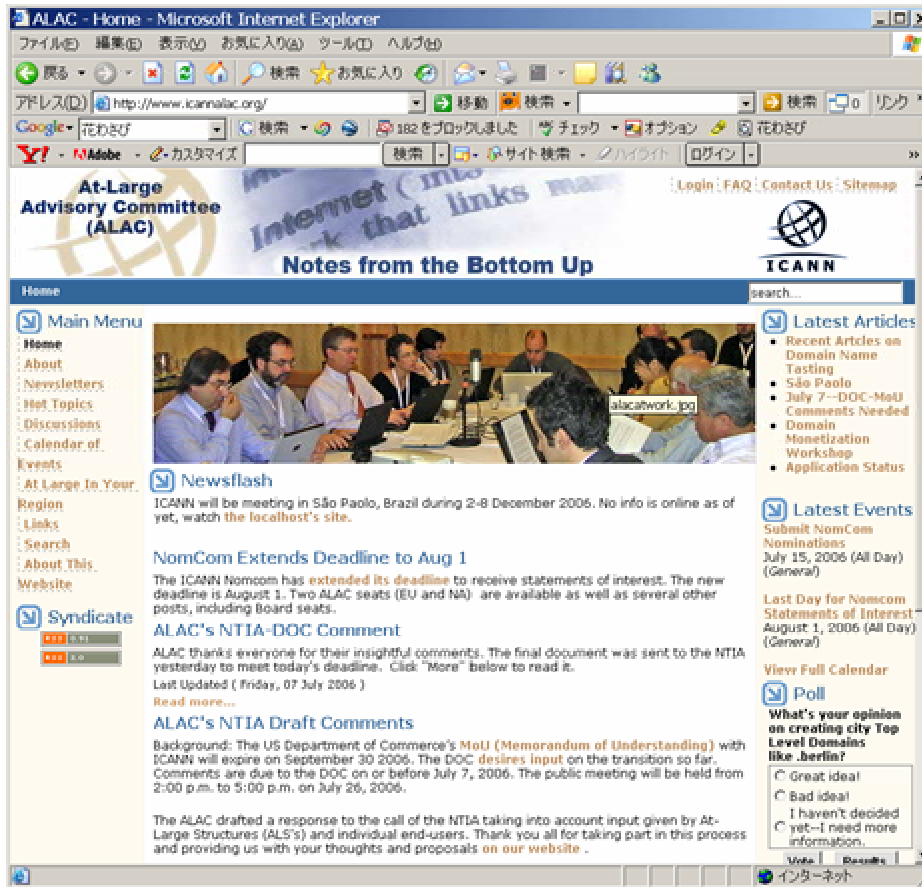 ALAC - Home - Microsoft Internet Explorer
ファイル(F) 編集(E) 表示(V) お気に入り(A) ツール(T) ヘルプ(H)
戻る 検索 お気に入り
アドレス(D) http://www.icannalac.org/ 移動 検索 検索 0 リンク
Google 花わさび 検索 182 をブロックしました チェック オプション 花わさび
Y! Adobe カスタマイズ 検索 サイト検索 ハイライト ログイン
At-Large
Advisory Committee
(ALAC)
Internet (
work that links
Notes from the Bottom Up
Login FAQ Contact Us Sitemap
ICANN
Home
search...
Main Menu
Home
About
Newsletters
Hot Topics
Discussions
Calendar of
Events
At Large In Your
Region
Links
Search
About This
Website
Syndicate
RSS 0.91
RSS 2.0
alacatwork.jpg
Newsflash
ICANN will be meeting in São Paolo, Brazil during 2-8 December 2006. No info is online as of
yet, watch the localhost's site.
NomCom Extends Deadline to Aug 1
The ICANN Nomcom has extended its deadline to receive statements of interest. The new
deadline is August 1. Two ALAC seats (EU and NA) are available as well as several other
posts, including Board seats.
ALAC's NTIA-DOC Comment
ALAC thanks everyone for their insightful comments. The final document was sent to the NTIA
yesterday to meet today's deadline. Click "More" below to read it.
Last Updated ( Friday, 07 July 2006 )
Read more...
ALAC's NTIA Draft Comments
Background: The US Department of Commerce's MoU (Memorandum of Understanding) with
ICANN will expire on September 30 2006. The DOC desires input on the transition so far.
Comments are due to the DOC on or before July 7, 2006. The public meeting will be held from
2:00 p.m. to 5:00 p.m. on July 26, 2006.
The ALAC drafted a response to the call of the NTIA taking into account input given by At-
Large Structures (ALS's) and individual end-users. Thank you all for taking part in this process
and providing us with your thoughts and proposals on our website .
Latest Articles
Recent Artcles on
Domain Name
Tasting
São Paolo
July 7--DOC-MoU
Comments Needed
Domain
Monetization
Workshop
Application Status
Latest Events
Submit NomCom
Nominations
July 15, 2006 (All Day)
(General)
Last Day for Nomcom
Statements of Interest
August 1, 2006 (All Day)
(General)
View Full Calendar
Poll
What's your opinion
on creating city Top
Level Domains
like .berlin?
Great idea!
Bad idea!
I haven't decided
yet--I need more
information.
Vote Results
インターネット